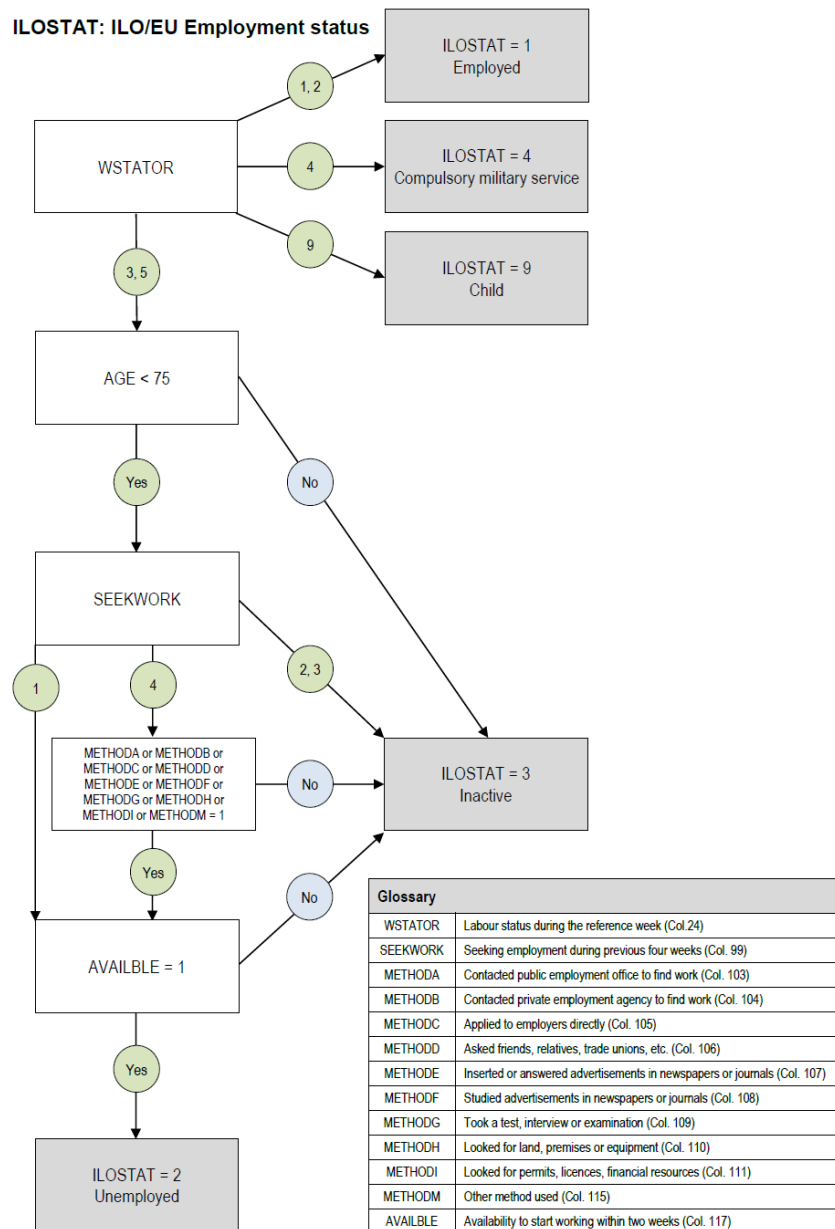 ILOSTAT: ILO/EU Employment status
ILOSTAT = 1
Employed
1, 2
WSTATOR
4
ILOSTAT = 4
Compulsory military service
9
ILOSTAT = 9
Child
3, 5
AGE < 75
Yes
No
SEEKWORK
1
4
2, 3
METHODA or METHODB or
METHODC or METHODD or
METHODE or METHODF or
METHODG or METHODH or
METHODI or METHODM = 1
No
ILOSTAT = 3
Inactive
Yes
No
AVAILBLE = 1
Yes
ILOSTAT = 2
Unemployed
Glossary
WSTATOR Labour status during the reference week (Col.24)
SEEKWORK Seeking employment during previous four weeks (Col. 99)
METHODA Contacted public employment office to find work (Col. 103)
METHODB Contacted private employment agency to find work (Col. 104)
METHODC Applied to employers directly (Col. 105)
METHODD Asked friends, relatives, trade unions, etc. (Col. 106)
METHODE Inserted or answered advertisements in newspapers or journals (Col. 107)
METHODF Studied advertisements in newspapers or journals (Col. 108)
METHODG Took a test, interview or examination (Col. 109)
METHODH Looked for land, premises or equipment (Col. 110)
METHODI Looked for permits, licences, financial resources (Col. 111)
METHODM Other method used (Col. 115)
AVAILBLE Availability to start working within two weeks (Col. 117)